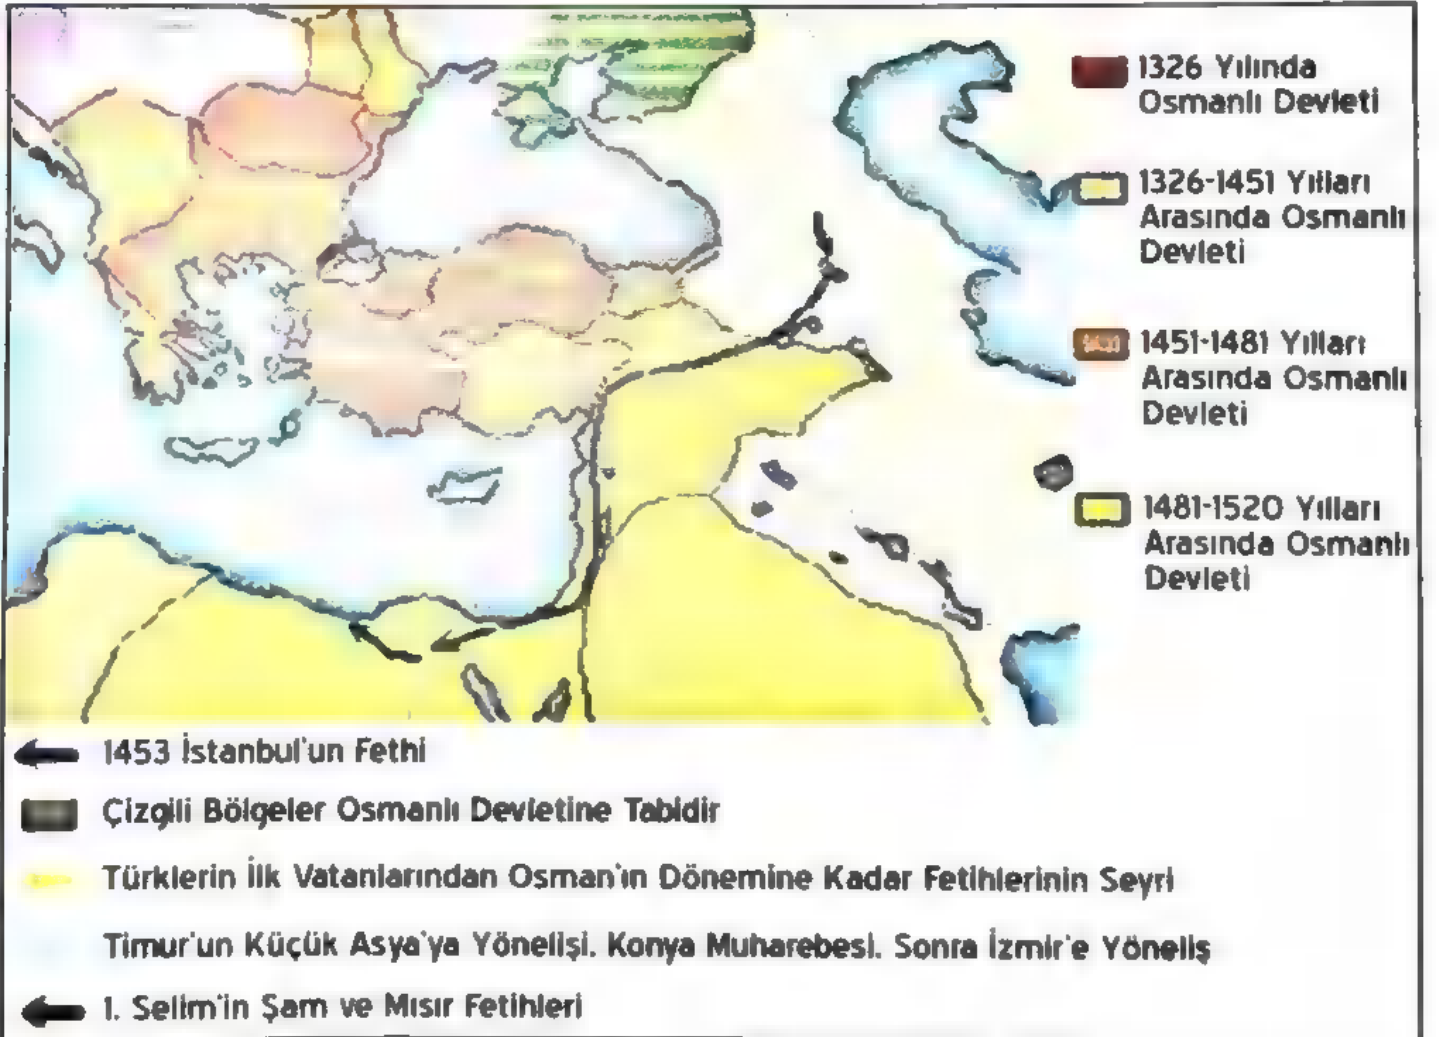 1326 Yılında
Osmanlı Devleti
1326-1451 Yılları
Arasında Osmanlı
Devleti
1451-1481 Yılları
Arasında Osmanlı
Devleti
1481-1520 Yılları
Arasında Osmanlı
Devleti
1453 İstanbul'un Fethi
Çizgili Bölgeler Osmanlı Devletine Tabidir
Türklerin İlk Vatanlarından Osman'ın Dönemine Kadar Fetihlerinin Seyri
Timur'un Küçük Asya'ya Yönelişi. Konya Muharebesi. Sonra İzmir'e Yöneliş
1. Selim'in Şam ve Mısır Fetihleri